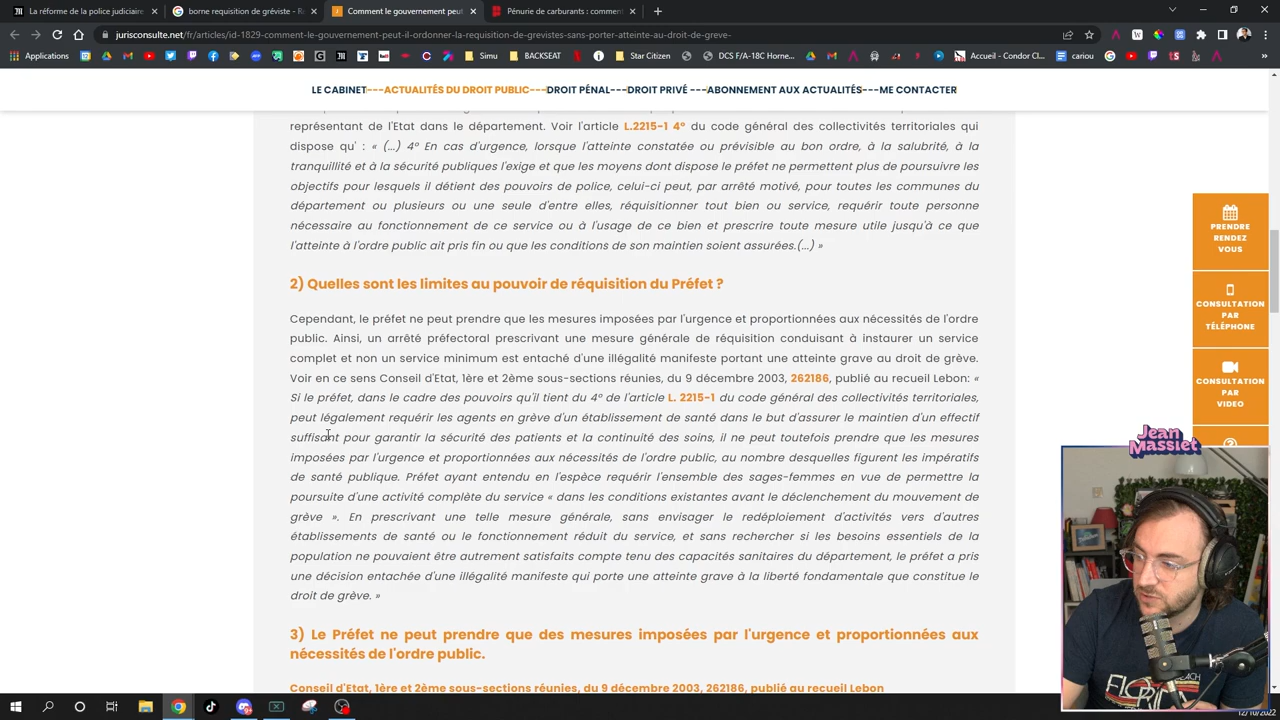 La réforme de la police judiciaire
borne requisition de gréviste - Re
Comment le gouvernement peut
Pénurie de carburants : comment
jurisconsulte.net/fr/articles/id-1829-comment-le-gouvernement-peut-il-ordonner-la-requisition-de-grevistes-sans-porter-atteinte-au-droit-de-greve-
Applications
Simu
BACKSEAT
Star Citizen
DCS F/A-18C Horne...
Accueil - Condor Cl...
cariou
LE CABINET---ACTUALITÉS DU DROIT PUBLIC---DROIT PÉNAL---DROIT PRIVÉ ---ABONNEMENT AUX ACTUALITÉS---ME CONTACTER
représentant de l'Etat dans le département. Voir l'article L.2215-1 4° du code général des collectivités territoriales qui
dispose qu' : « (...) 4° En cas d'urgence, lorsque l'atteinte constatée ou prévisible au bon ordre, à la salubrité, à la
tranquillité et à la sécurité publiques l'exige et que les moyens dont dispose le préfet ne permettent plus de poursuivre les
objectifs pour lesquels il détient des pouvoirs de police, celui-ci peut, par arrêté motivé, pour toutes les communes du
département ou plusieurs ou une seule d'entre elles, réquisitionner tout bien ou service, requérir toute personne
nécessaire au fonctionnement de ce service ou à l'usage de ce bien et prescrire toute mesure utile jusqu'à ce que
l'atteinte à l'ordre public ait pris fin ou que les conditions de son maintien soient assurées.(...) »
2) Quelles sont les limites au pouvoir de réquisition du Préfet ?
Cependant, le préfet ne peut prendre que les mesures imposées par l'urgence et proportionnées aux nécessités de l'ordre
public. Ainsi, un arrêté préfectoral prescrivant une mesure générale de réquisition conduisant à instaurer un service
complet et non un service minimum est entaché d'une illégalité manifeste portant une atteinte grave au droit de grève.
Voir en ce sens Conseil d'Etat, 1ère et 2ème sous-sections réunies, du 9 décembre 2003, 262186, publié au recueil Lebon: «
Si le préfet, dans le cadre des pouvoirs qu'il tient du 4° de l'article L. 2215-1 du code général des collectivités territoriales,
peut légalement requérir les agents en grève d'un établissement de santé dans le but d'assurer le maintien d'un effectif
suffisant pour garantir la sécurité des patients et la continuité des soins, il ne peut toutefois prendre que les mesures
imposées par l'urgence et proportionnées aux nécessités de l'ordre public, au nombre desquelles figurent les impératifs
de santé publique. Préfet ayant entendu en l'espèce requérir l'ensemble des sages-femmes en vue de permettre la
poursuite d'une activité complète du service « dans les conditions existantes avant le déclenchement du mouvement de
grève ». En prescrivant une telle mesure générale, sans envisager le redéploiement d'activités vers d'autres
établissements de santé ou le fonctionnement réduit du service, et sans rechercher si les besoins essentiels de la
population ne pouvaient être autrement satisfaits compte tenu des capacités sanitaires du département, le préfet a pris
une décision entachée d'une illégalité manifeste qui porte une atteinte grave à la liberté fondamentale que constitue le
droit de grève. »
3) Le Préfet ne peut prendre que des mesures imposées par l'urgence et proportionnées aux
nécessités de l'ordre public.
Conseil d'Etat, 1ère et 2ème sous-sections réunies, du 9 décembre 2003, 262186, publié au recueil Lebon
PRENDRE
RENDEZ
VOUS
CONSULTATION
PAR
TÉLÉPHONE
CONSULTATION
PAR
VIDEO
Jean
Massiet
12/10/2022